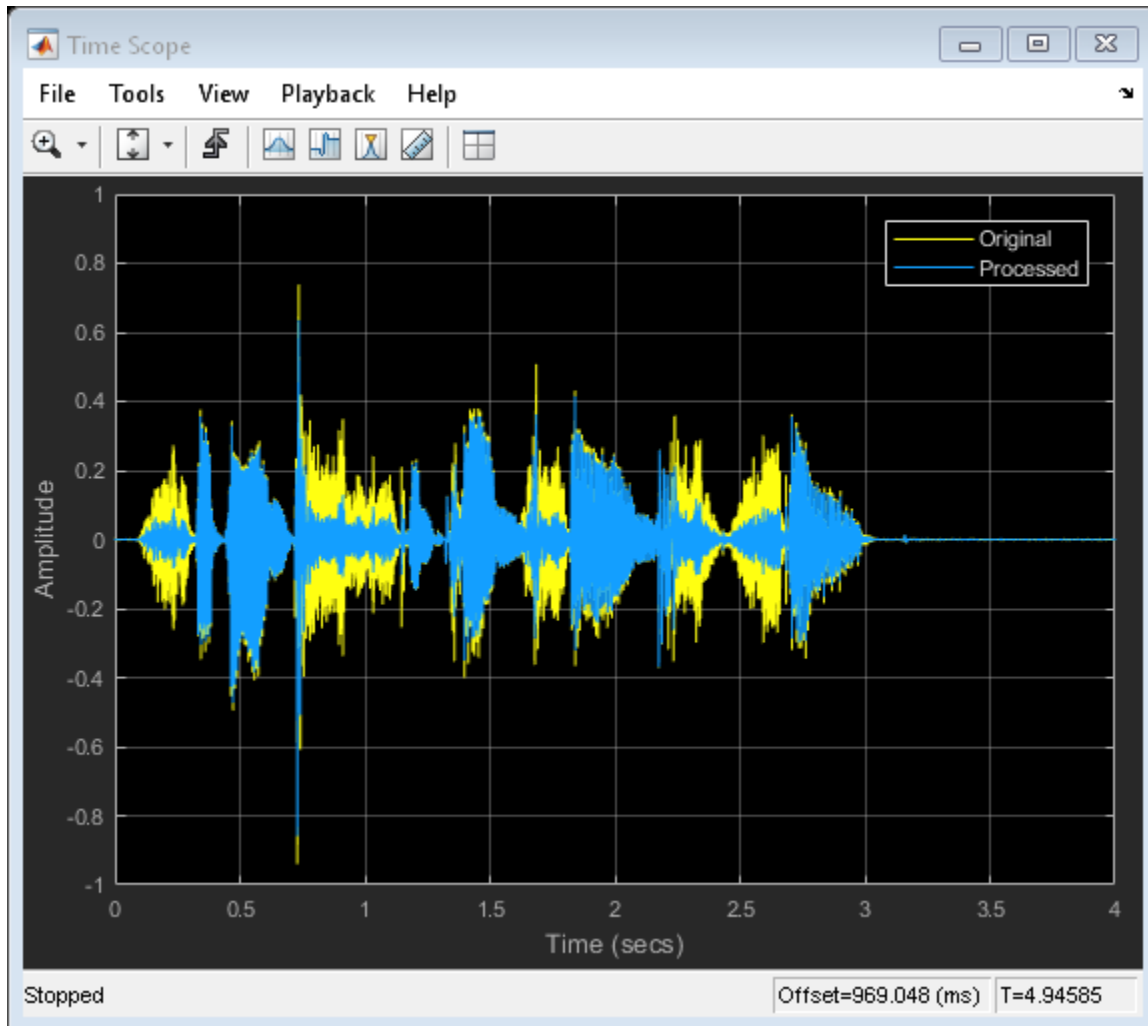 Time Scope
File Tools View Playback Help
Original
Processed
1
0.8
0.6
0.4
0.2
0
-0.2
-0.4
-0.6
-0.8
-1
Amplitude
0 0.5 1 1.5 2 2.5 3 3.5 4
Time (secs)
Stopped Offset=969.048 (ms) T=4.94585